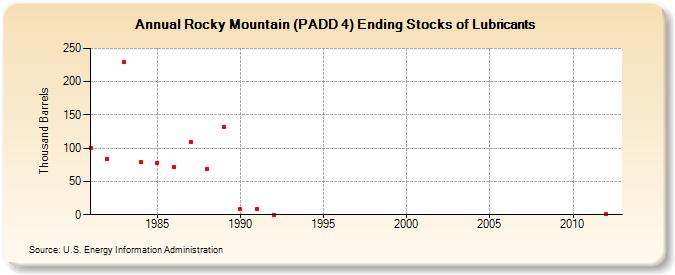 Annual Rocky Mountain (PADD 4) Ending Stocks of Lubricants
Thousand Barrels
250
200
150
100
50
0
1985 1990 1995 2000 2005 2010
Source: U.S. Energy Information Administration